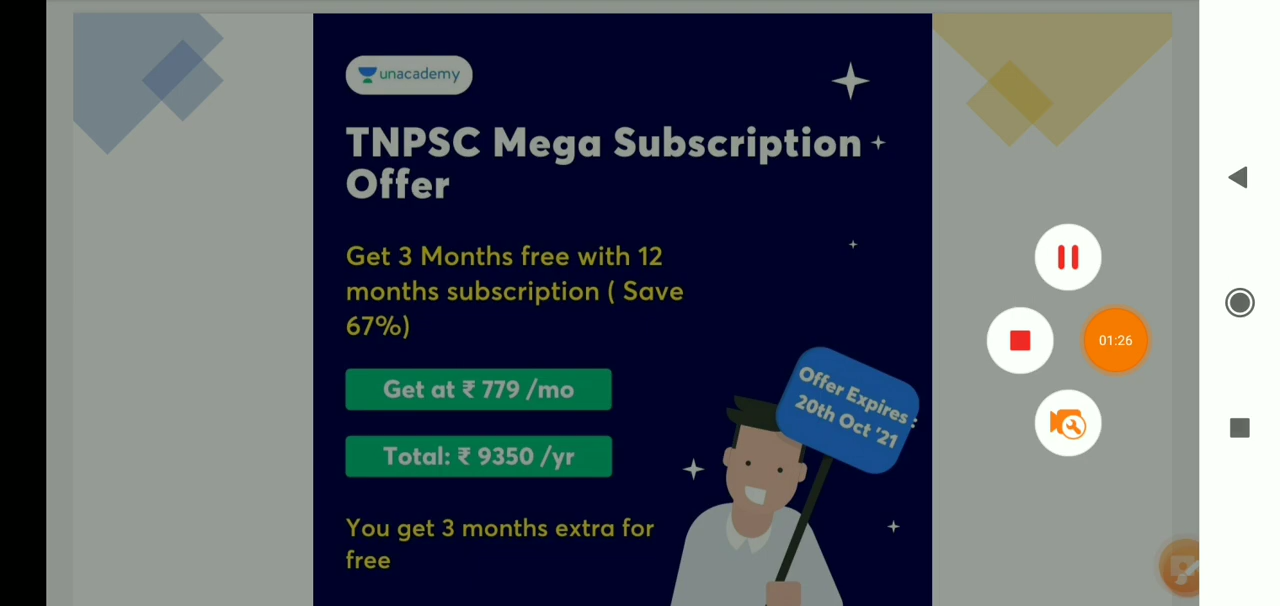 unacademy
TNPSC Mega Subscription
Offer
Get 3 Months free with 12
months subscription ( Save
67%)
Get at ₹ 779 /mo
Total: ₹ 9350 /yr
You get 3 months extra for
free
Offer Expires :
20th Oct '21
01:26